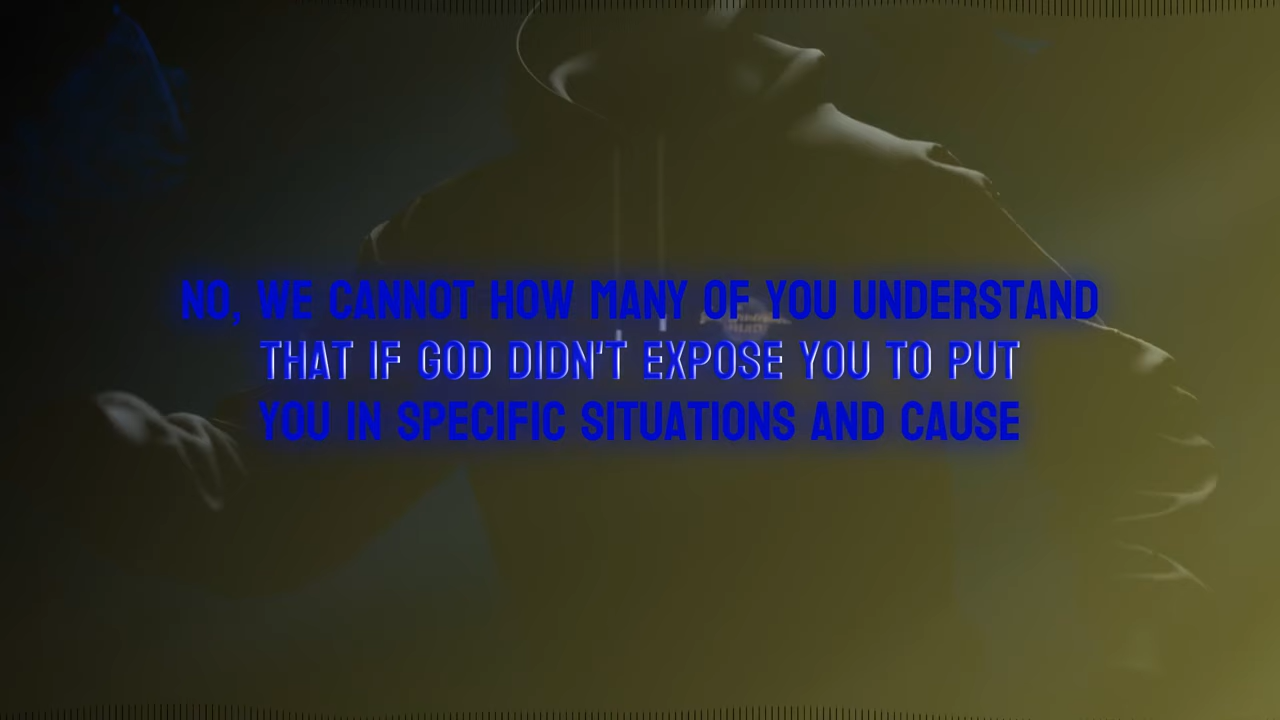 NO, WE CANNOT HOW MANY OF YOU UNDERSTAND
THAT IF GOD DIDN'T EXPOSE YOU TO PUT
YOU IN SPECIFIC SITUATIONS AND CAUSE